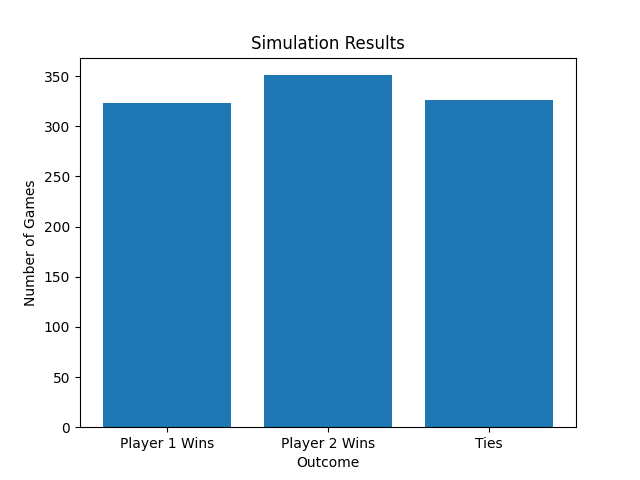 Simulation Results
350
300
250
200
150
100
50
0
Number of Games
Player 1 Wins
Player 2 Wins
Ties
Outcome